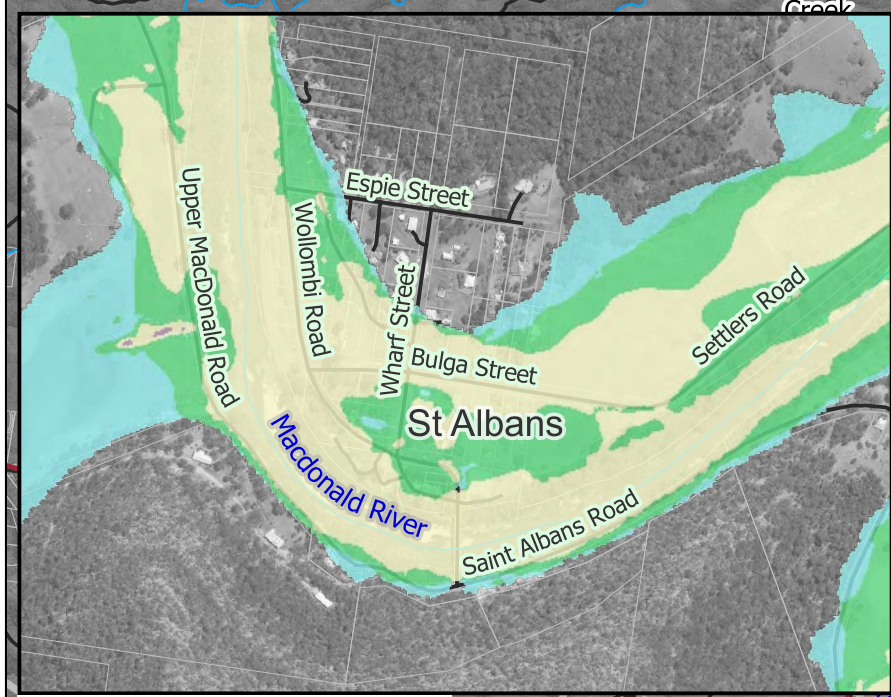 Creek
Espie Street
Upper MacDonald Road
Wollombi Road
Wharf Street
Settlers Road
Bulga Street
St Albans
Macdonald River
Saint Albans Road